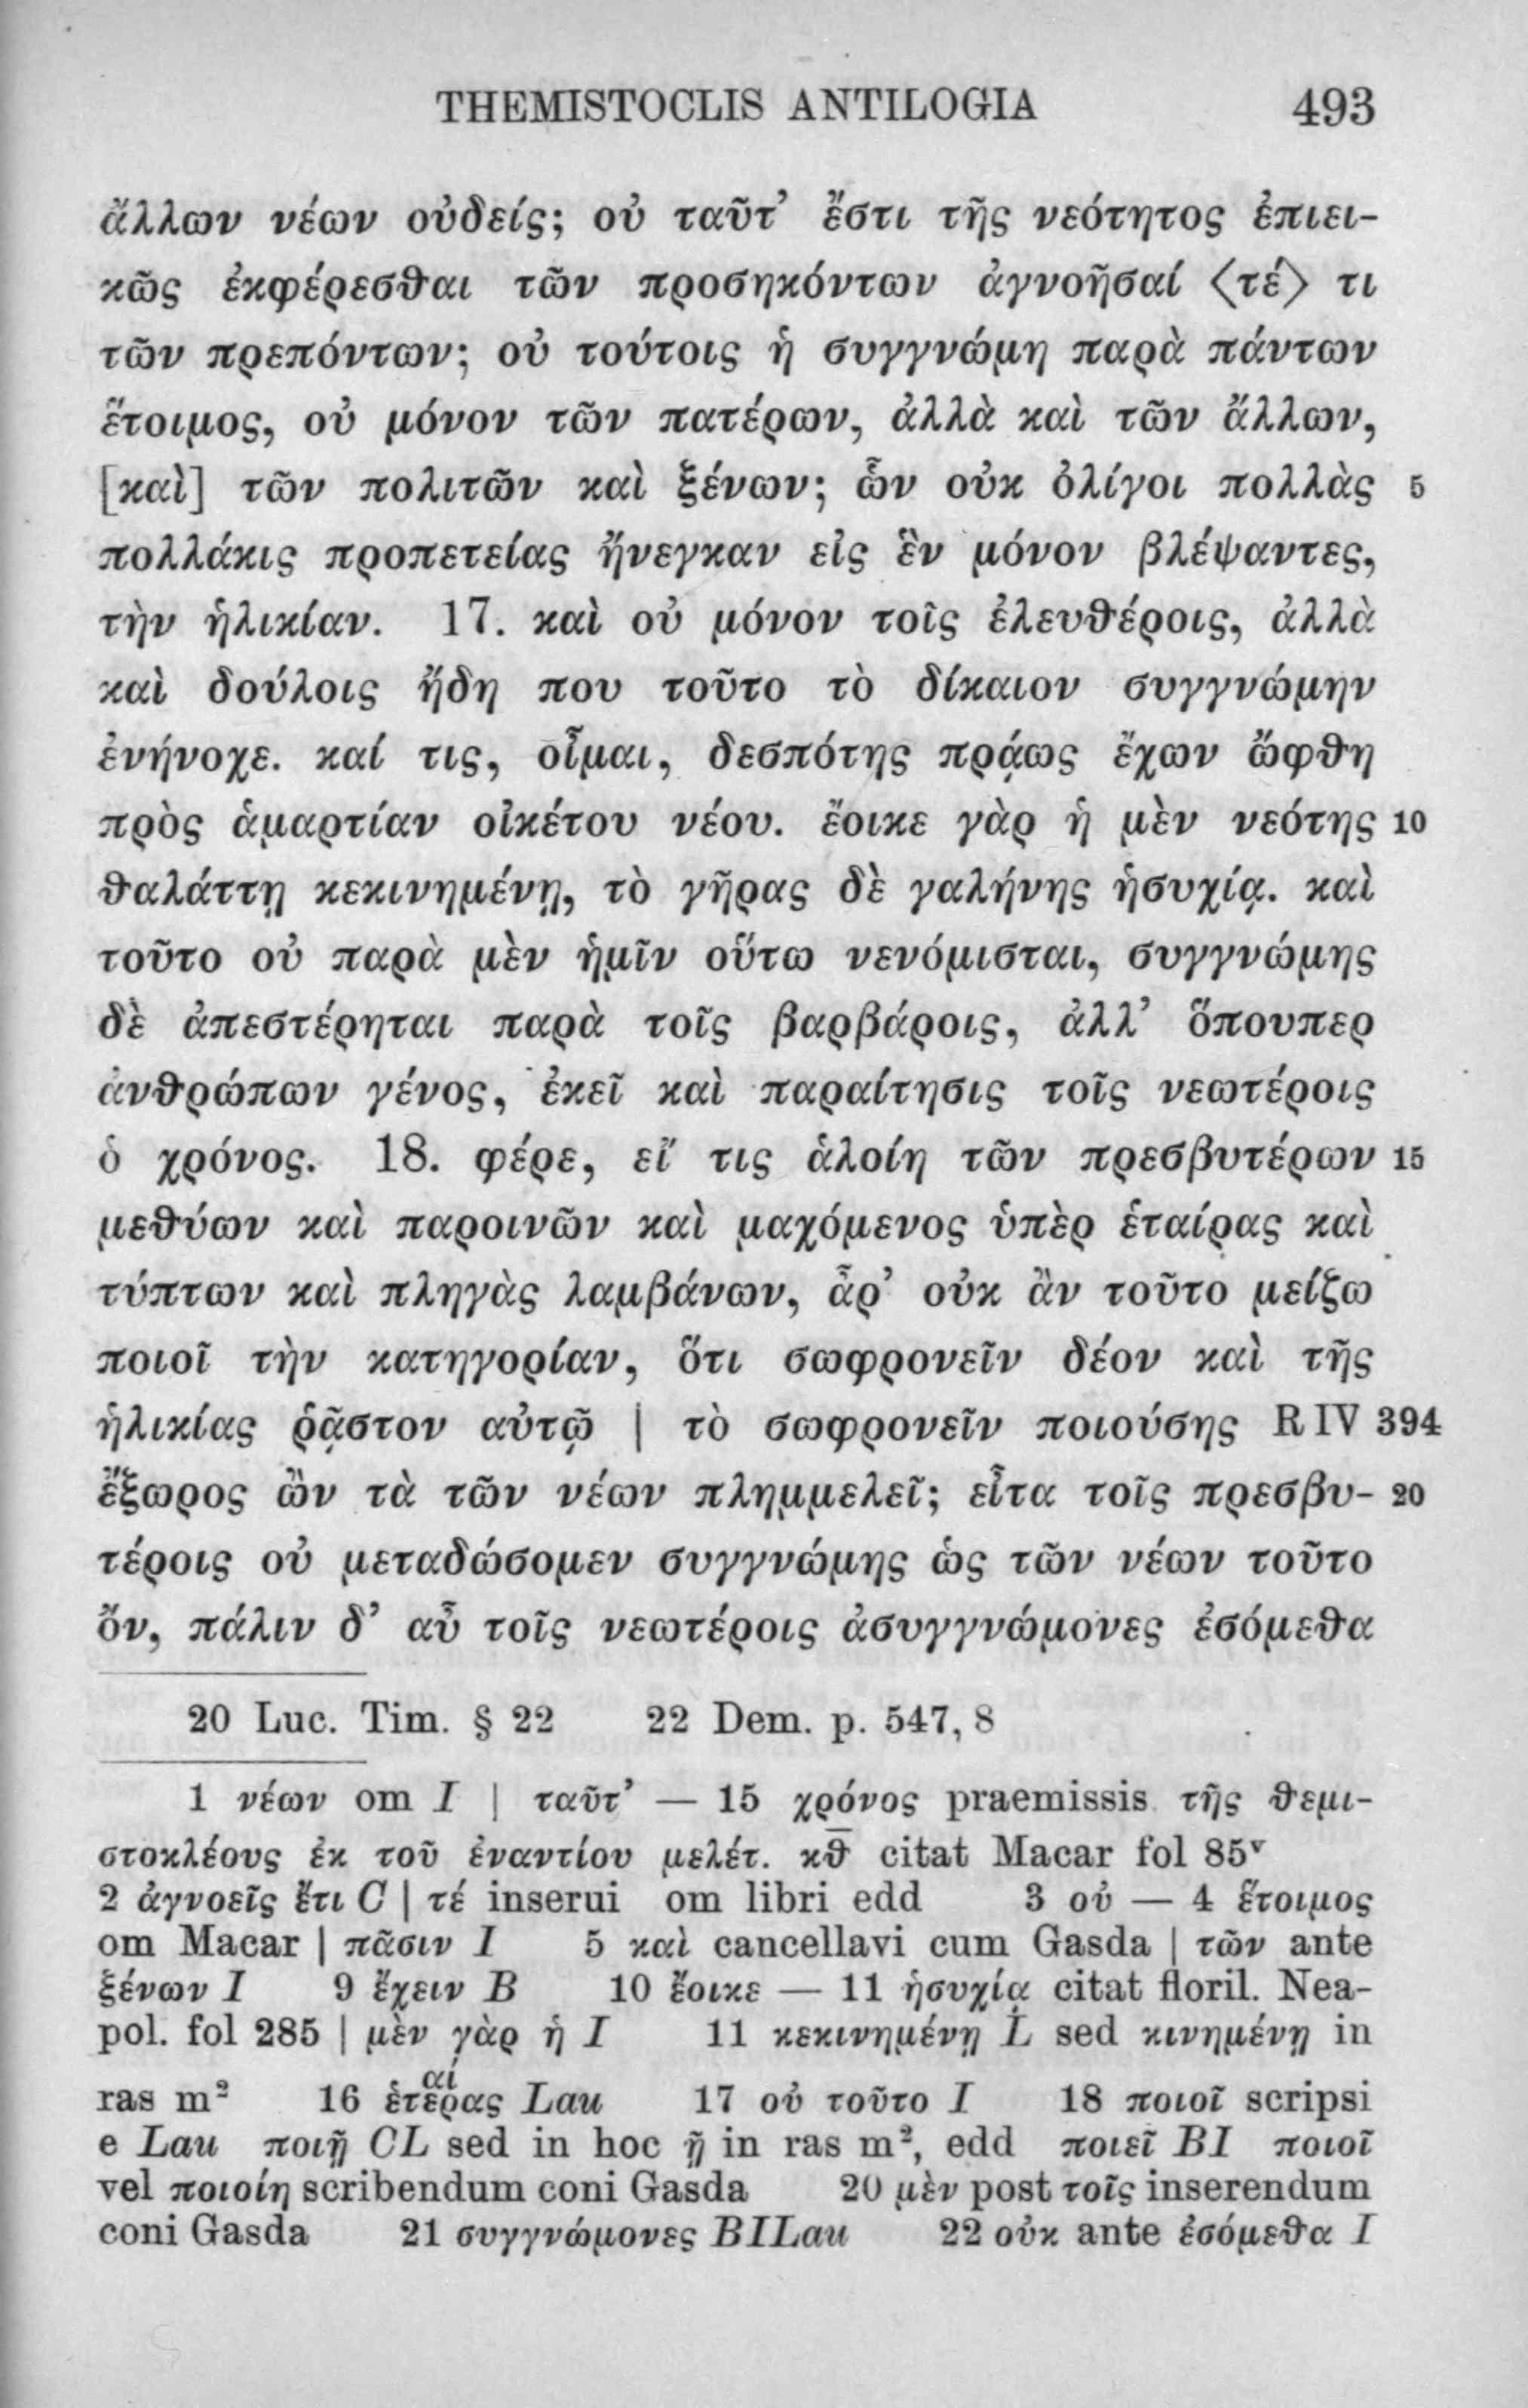 THEMISTOCLIS ANTILOGIA 493
ἄλλων νέων οὐδείς; οὐ ταῦτ’ ἔστι τῆς νεότητος ἐπιει-
κῶς ἐκφέρεσθαι τῶν προσηκόντων ἀγνοῆσαί ⟨τέ⟩ τι
τῶν πρεπόντων; οὐ τούτοις ἡ συγγνώμη παρὰ πάντων
ἕτοιμος, οὐ μόνον τῶν πατέρων, ἀλλὰ καὶ τῶν ἄλλων,
[καὶ] τῶν πολιτῶν καὶ ξένων; ὧν οὐκ ὀλίγοι πολλὰς 5
πολλάκις προπετείας ἤνεγκαν εἰς ἓν μόνον βλέψαντες,
τὴν ἡλικίαν. 17. καὶ οὐ μόνον τοῖς ἐλευθέροις, ἀλλὰ
καὶ δούλοις ἤδη που τοῦτο τὸ δίκαιον συγγνώμην
ἐνήνοχε. καί τις, οἶμαι, δεσπότης πρᾴως ἔχων ὤφθη
πρὸς ἁμαρτίαν οἰκέτου νέου. ἔοικε γὰρ ἡ μὲν νεότης 10
θαλάττῃ κεκινημένῃ, τὸ γῆρας δὲ γαλήνης ἡσυχίᾳ. καὶ
τοῦτο οὐ παρὰ μὲν ἡμῖν οὕτω νενόμισται, συγγνώμης
δὲ ἀπεστέρηται παρὰ τοῖς βαρβάροις, ἀλλ’ ὅπουπερ
ἀνθρώπων γένος, ἐκεῖ καὶ παραίτησις τοῖς νεωτέροις
ὁ χρόνος. 18. φέρε, εἴ τις ἁλοίη τῶν πρεσβυτέρων 15
μεθύων καὶ παροινῶν καὶ μαχόμενος ὑπὲρ ἑταίρας καὶ
τύπτων καὶ πληγὰς λαμβάνων, ἆρ’ οὐκ ἂν τοῦτο μείζω
ποιοῖ τὴν κατηγορίαν, ὅτι σωφρονεῖν δέον καὶ τῆς
ἡλικίας ῥᾷστον αὐτῷ | τὸ σωφρονεῖν ποιούσης R IV 394
ἔξωρος ὢν τὰ τῶν νέων πλημμελεῖ; εἶτα τοῖς πρεσβυ- 20
τέροις οὐ μεταδώσομεν συγγνώμης ὡς τῶν νέων τοῦτο
ὄν, πάλιν δ’ αὖ τοῖς νεωτέροις ἀσυγγνώμονες ἐσόμεθα
20 Luc. Tim. § 22 22 Dem. p. 547, 8
1 νέων om I | ταῦτ’ — 15 χρόνος praemissis τῆς θεμι-
στοκλέους ἐκ τοῦ ἐναντίου μελέτ. κθ̅ citat Macar fol 85ᵛ
2 ἀγνοεῖς ἔτι C | τέ inserui om libri edd 3 οὐ — 4 ἕτοιμος
om Macar | πᾶσιν I 5 καὶ cancellavi cum Gasda | τῶν ante
ξένων I 9 ἔχειν B 10 ἔοικε — 11 ἡσυχίᾳ citat floril. Nea-
pol. fol 285 | μὲν γὰρ ἡ I 11 κεκινημένῃ L sed κινημένῃ in
αί
ras m² 16 ἑτέρας Lau 17 οὐ τοῦτο I 18 ποιοῖ scripsi
e Lau ποιῇ CL sed in hoc ῇ in ras m², edd ποιεῖ BI ποιοῖ
vel ποιοίη scribendum coni Gasda 20 μὲν post τοῖς inserendum
coni Gasda 21 συγγνώμονες BILau 22 οὐκ ante ἐσόμεθα I